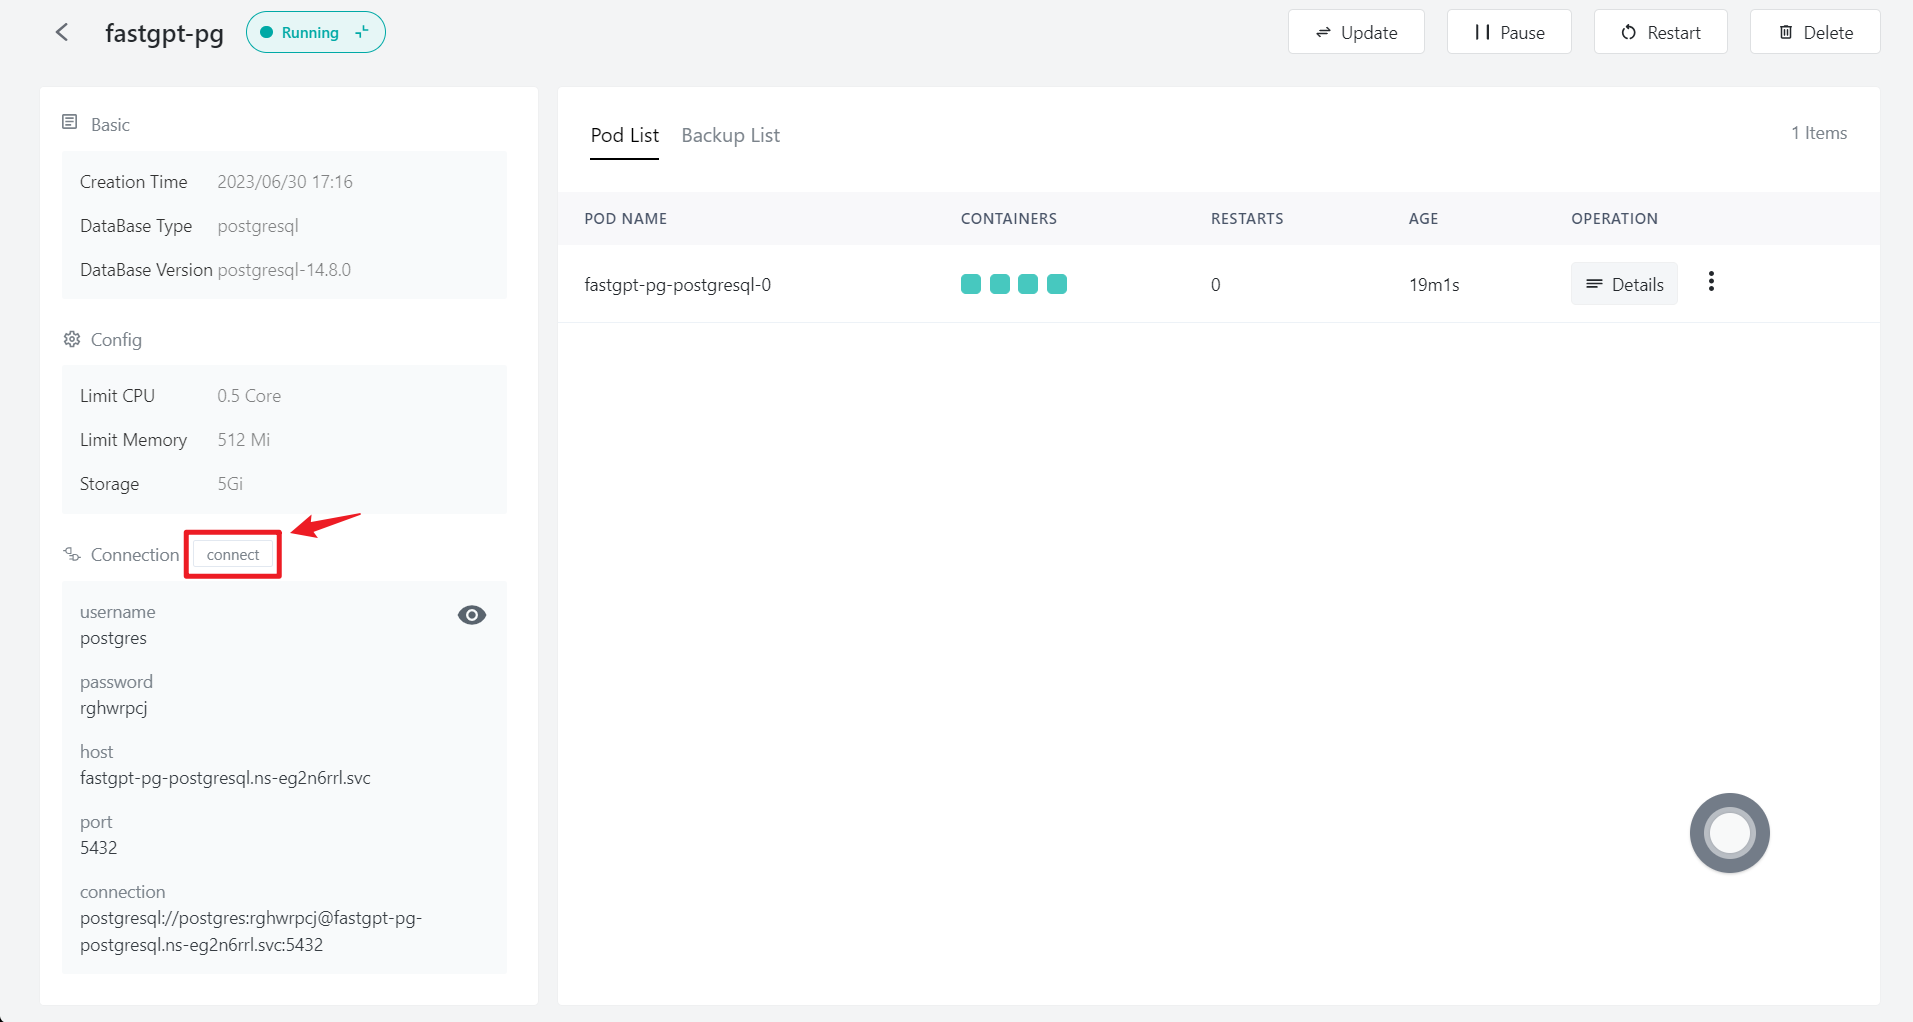 fastgpt-pg
Running
Update
Pause
Restart
Delete
Basic
Creation Time 2023/06/30 17:16
DataBase Type postgresql
DataBase Version postgresql-14.8.0
Config
Limit CPU 0.5 Core
Limit Memory 512 Mi
Storage 5Gi
Connection connect
username
postgres
password
rghwrpcj
host
fastgpt-pg-postgresql.ns-eg2n6rrl.svc
port
5432
connection
postgresql://postgres:rghwrpcj@fastgpt-pg-
postgresql.ns-eg2n6rrl.svc:5432
Pod List Backup List 1 Items
POD NAME CONTAINERS RESTARTS AGE OPERATION
fastgpt-pg-postgresql-0 0 19m1s Details